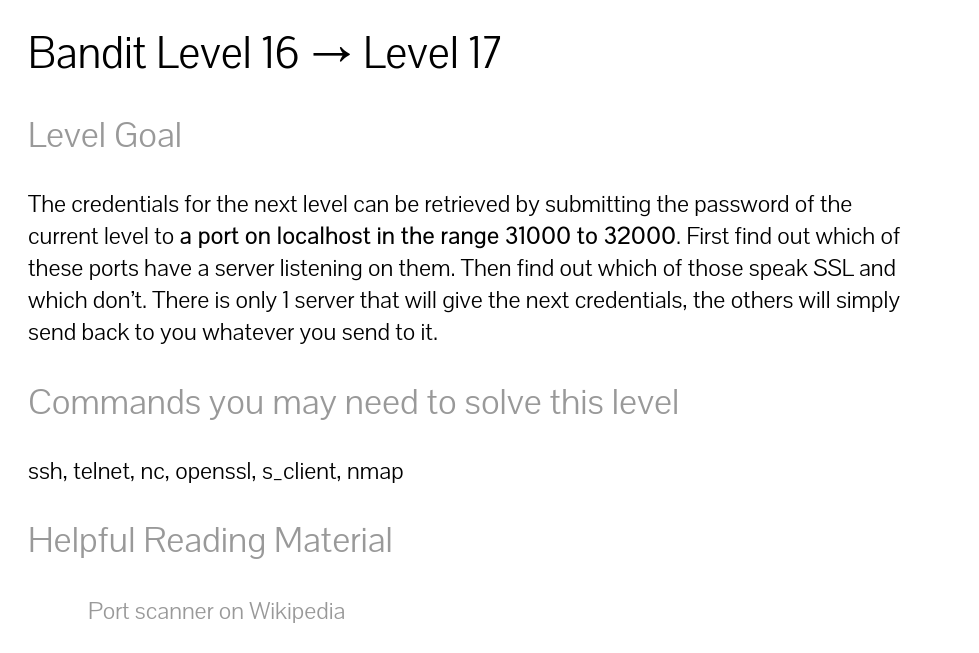 Bandit Level 16 → Level 17
Level Goal
The credentials for the next level can be retrieved by submitting the password of the
current level to a port on localhost in the range 31000 to 32000. First find out which of
these ports have a server listening on them. Then find out which of those speak SSL and
which don’t. There is only 1 server that will give the next credentials, the others will simply
send back to you whatever you send to it.
Commands you may need to solve this level
ssh, telnet, nc, openssl, s_client, nmap
Helpful Reading Material
Port scanner on Wikipedia